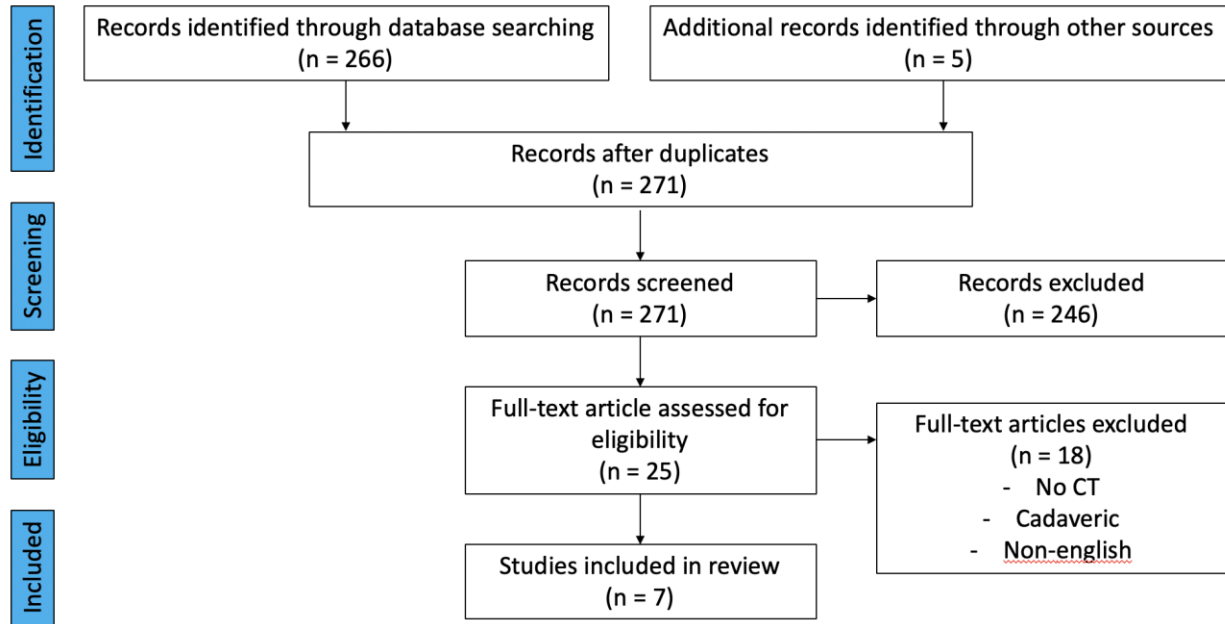 Identification
Records identified through database searching
(n = 266)
Additional records identified through other sources
(n = 5)
Records after duplicates
(n = 271)
Screening
Records screened
(n = 271)
Records excluded
(n = 246)
Eligibility
Full-text article assessed for
eligibility
(n = 25)
Full-text articles excluded
(n = 18)
- No CT
- Cadaveric
- Non-english
Included
Studies included in review
(n = 7)